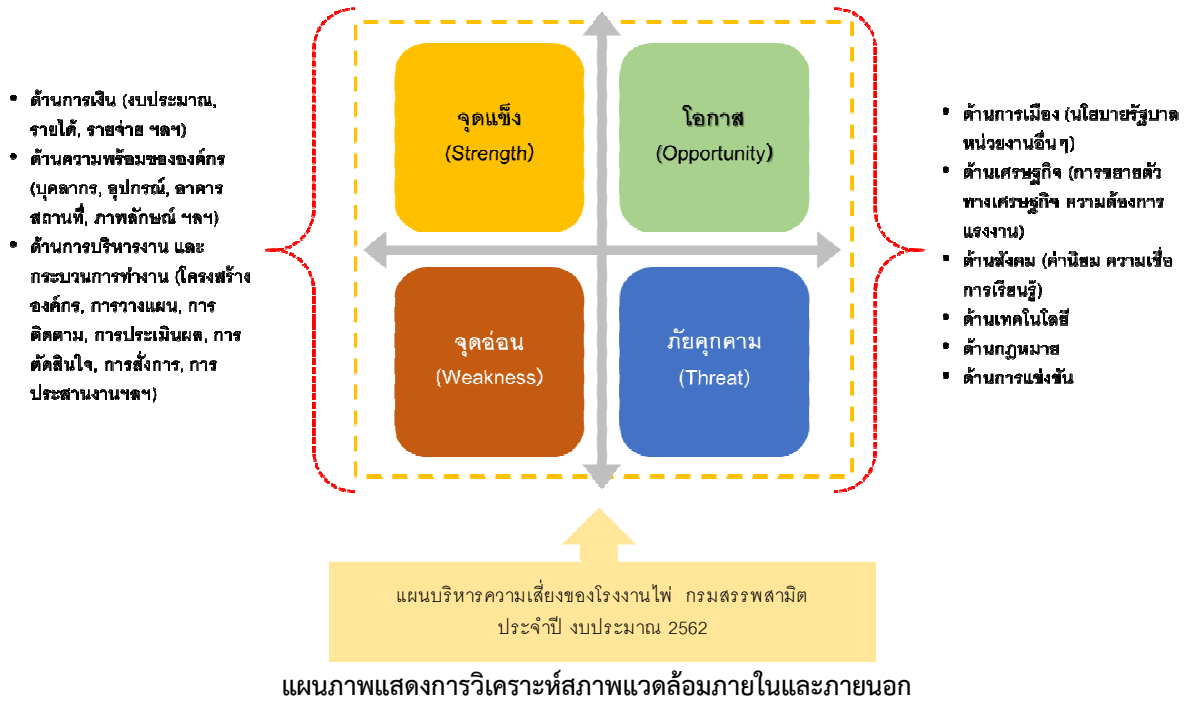 • ด้านการเงิน (งบประมาณ,
รายได้, รายจ่าย ฯลฯ)
• ด้านความพร้อมขององค์กร
(บุคลากร, อุปกรณ์, อาคาร
สถานที่, ภาพลักษณ์ ฯลฯ)
• ด้านการบริหารงาน และ
กระบวนการทำงาน (โครงสร้าง
องค์กร, การวางแผน, การ
ติดตาม, การประเมินผล, การ
ตัดสินใจ, การสั่งการ, การ
ประสานงานฯลฯ)
จุดแข็ง
(Strength)
โอกาส
(Opportunity)
จุดอ่อน
(Weakness)
ภัยคุกคาม
(Threat)
• ด้านการเมือง (นโยบายรัฐบาล
หน่วยงานอื่น ๆ)
• ด้านเศรษฐกิจ (การขยายตัว
ทางเศรษฐกิจ ความต้องการ
แรงงาน)
• ด้านสังคม (ค่านิยม ความเชื่อ
การเรียนรู้)
• ด้านเทคโนโลยี
• ด้านกฎหมาย
• ด้านการแข่งขัน
แผนบริหารความเสี่ยงของโรงงานไพ่ กรมสรรพสามิต
ประจำปี งบประมาณ 2562
แผนภาพแสดงการวิเคราะห์สภาพแวดล้อมภายในและภายนอก